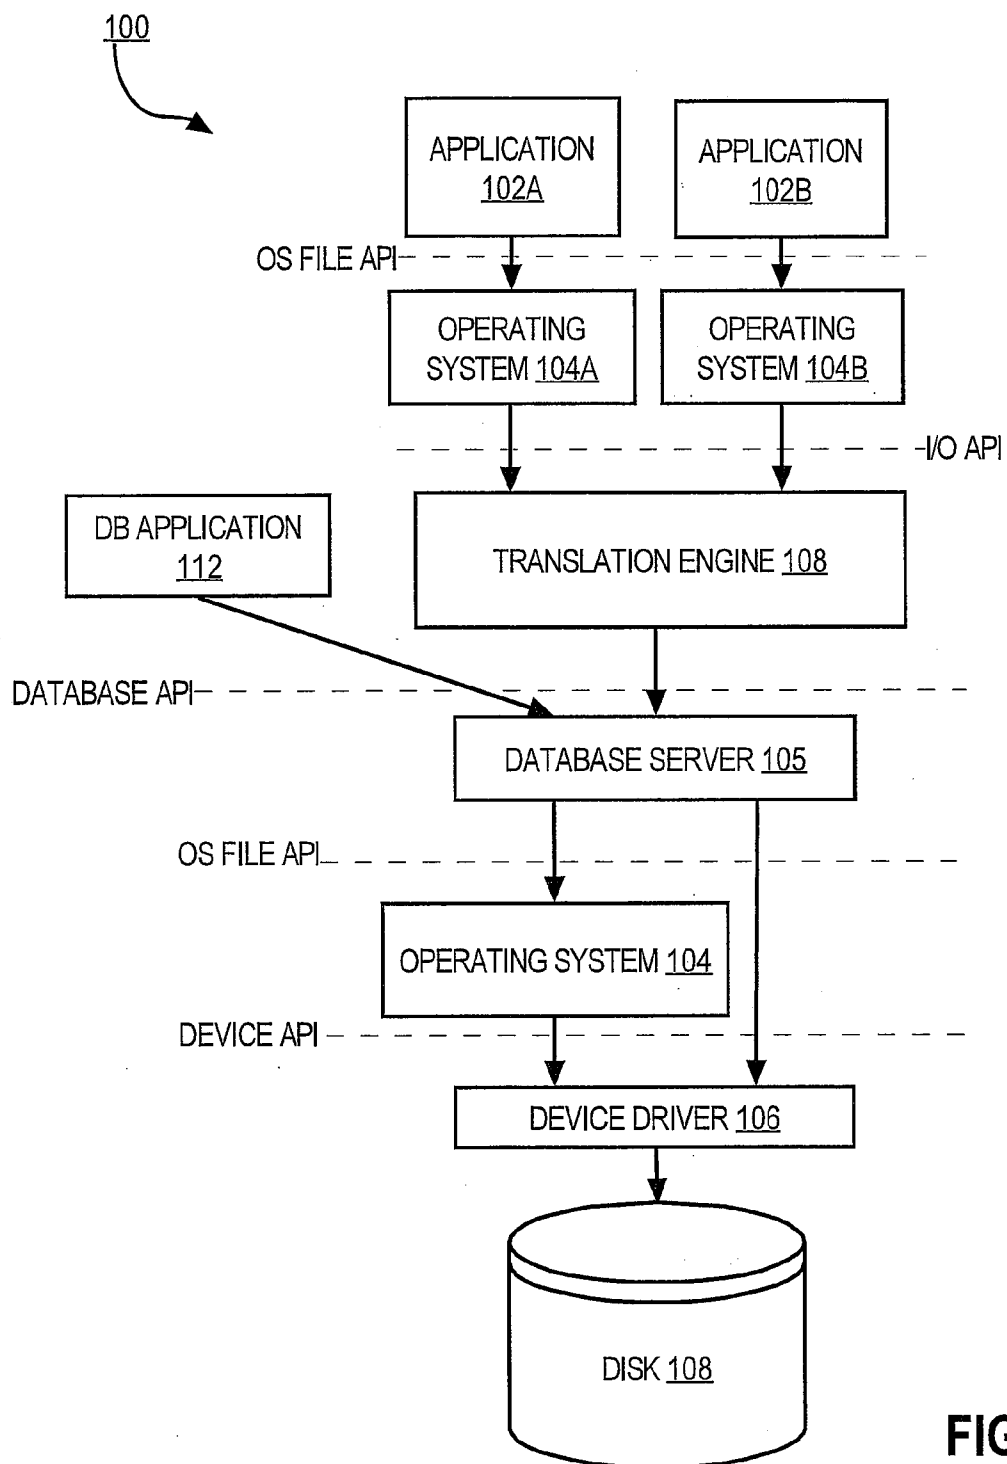 100
APPLICATION
102A
APPLICATION
102B
OS FILE API
OPERATING
SYSTEM 104A
OPERATING
SYSTEM 104B
I/O API
DB APPLICATION
112
TRANSLATION ENGINE 108
DATABASE API
DATABASE SERVER 105
OS FILE API
OPERATING SYSTEM 104
DEVICE API
DEVICE DRIVER 106
DISK 108
FIG